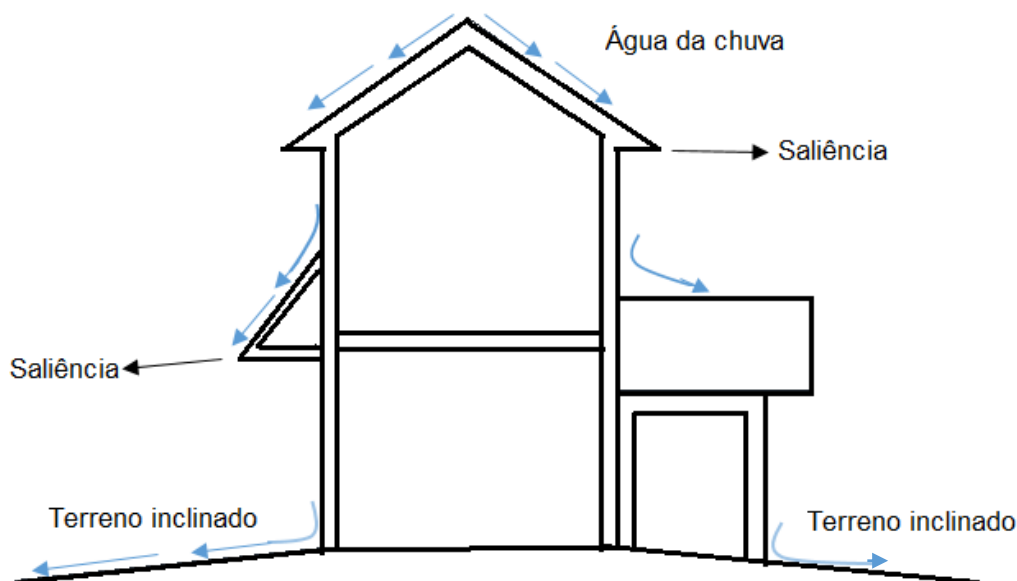 Água da chuva
Saliência
Saliência
Terreno inclinado
Terreno inclinado